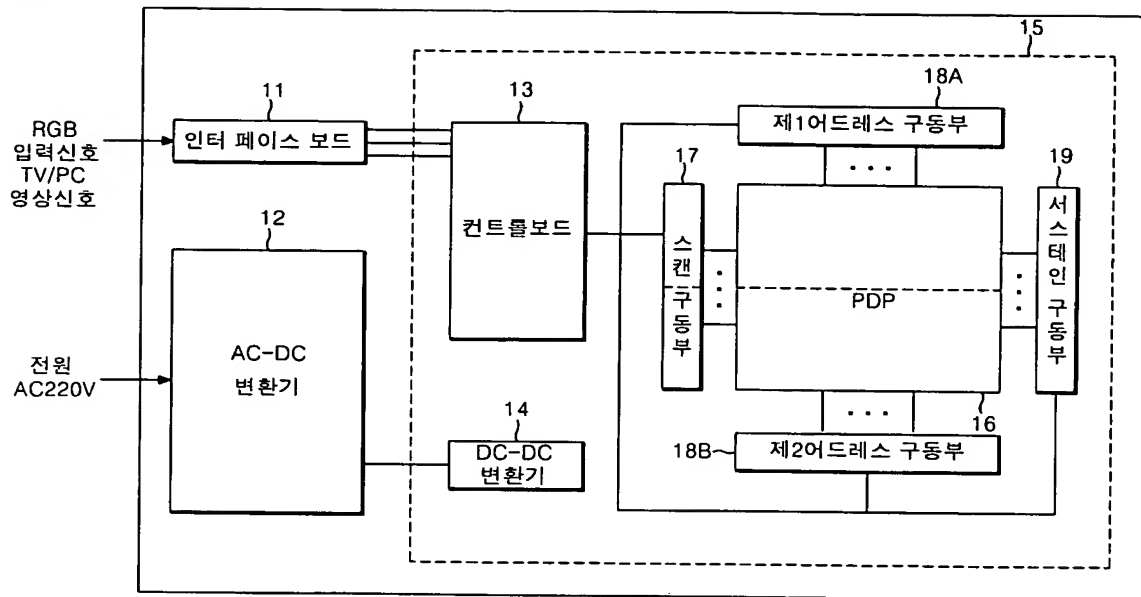 15
18A
11
13
RGB
입력신호
TV/PC
영상신호
인터 페이스 보드
제1어드레스 구동부
17
19
컨트롤보드
스캔 구동부
서스테인 구동부
12
PDP
전원
AC220V
AC-DC
변환기
16
14
DC-DC
변환기
18B
제2어드레스 구동부